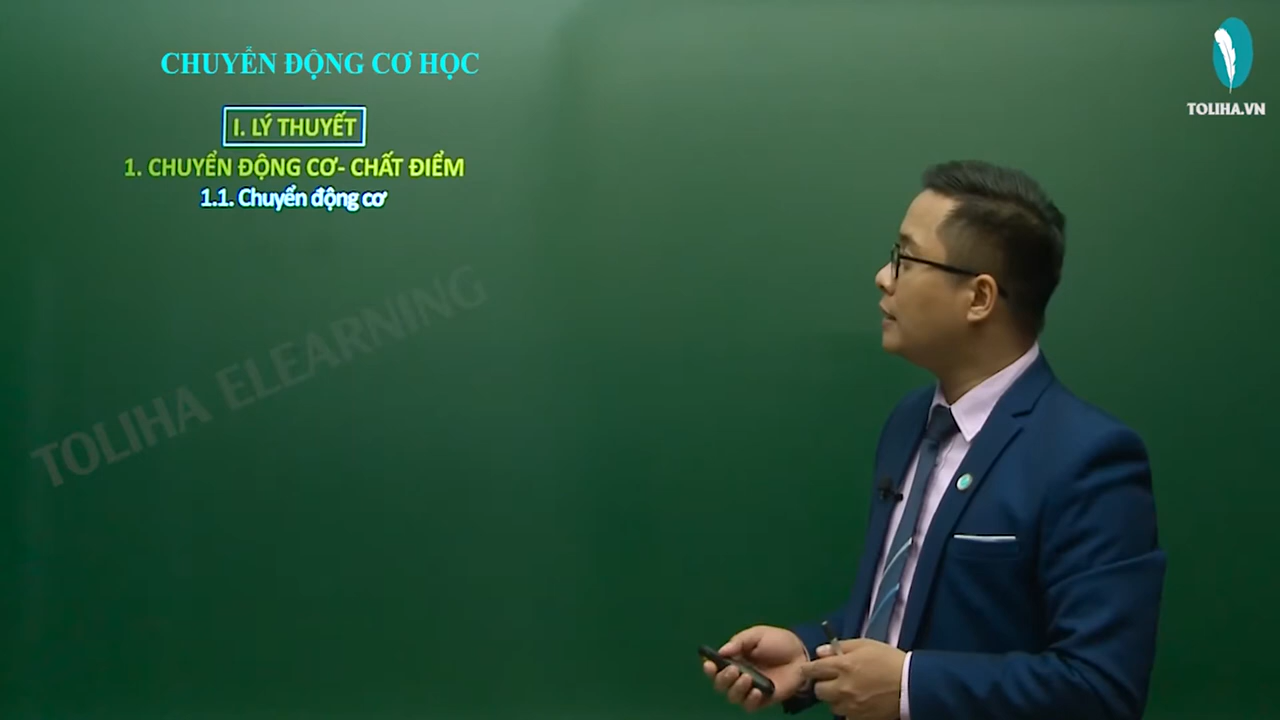 CHUYỂN ĐỘNG CƠ HỌC
TOLIHA.VN
I. LÝ THUYẾT
1. CHUYỂN ĐỘNG CƠ- CHẤT ĐIỂM
1.1. Chuyển động cơ
TOLIHA ELEARNING